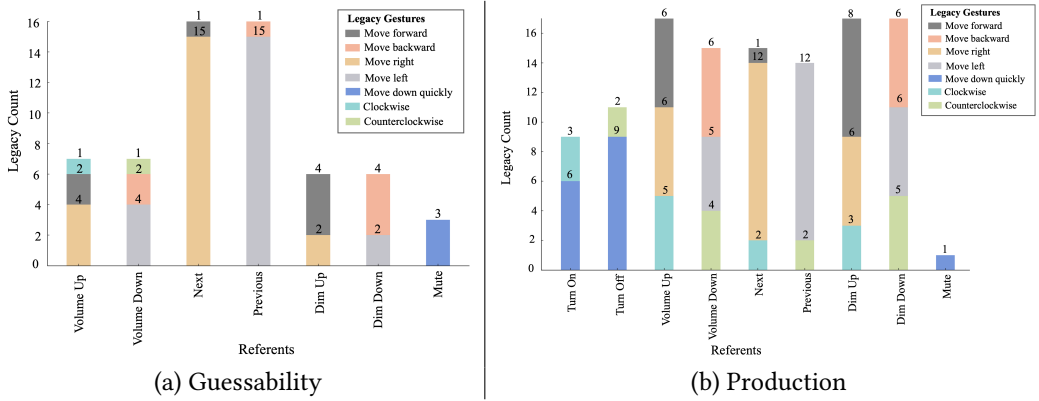 Legacy Count
16
14
12
10
8
6
4
2
0
1 1
15 15
1 1
2 2
4 4
4 4
2 2
3
Legacy Gestures
Move forward
Move backward
Move right
Move left
Move down quickly
Clockwise
Counterclockwise
Volume Up
Volume Down
Next
Previous
Dim Up
Dim Down
Mute
Referents
(a) Guessability
Legacy Count
16
14
12
10
8
6
4
2
0
3
6
2
9
6
6
5
6
5
4
1
12
2
12
2
8
6
3
6
6
5
1
Legacy Gestures
Move forward
Move backward
Move right
Move left
Move down quickly
Clockwise
Counterclockwise
Turn On
Turn Off
Volume Up
Volume Down
Next
Previous
Dim Up
Dim Down
Mute
Referents
(b) Production